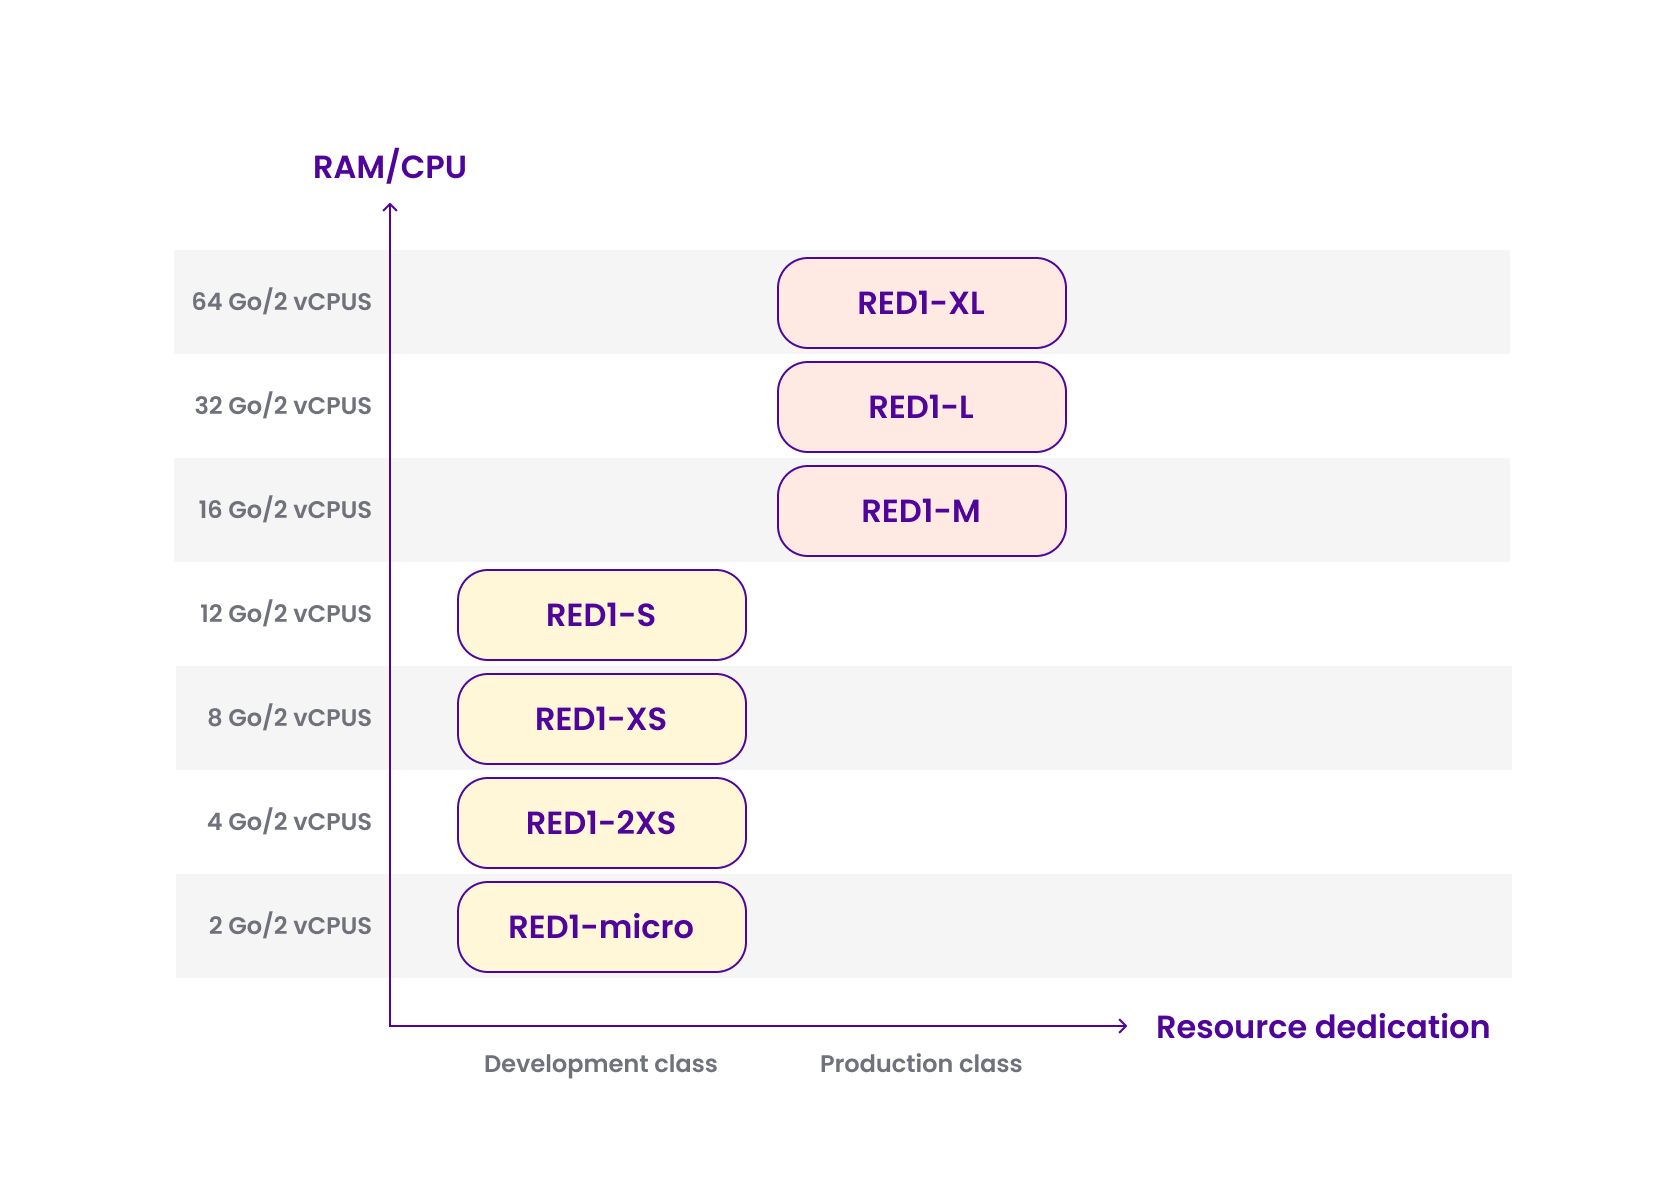 RAM/CPU
64 Go/2 vCPUS
RED1-XL
32 Go/2 vCPUS
RED1-L
16 Go/2 vCPUS
RED1-M
12 Go/2 vCPUS
RED1-S
8 Go/2 vCPUS
RED1-XS
4 Go/2 vCPUS
RED1-2XS
2 Go/2 vCPUS
RED1-micro
Resource dedication
Development class
Production class